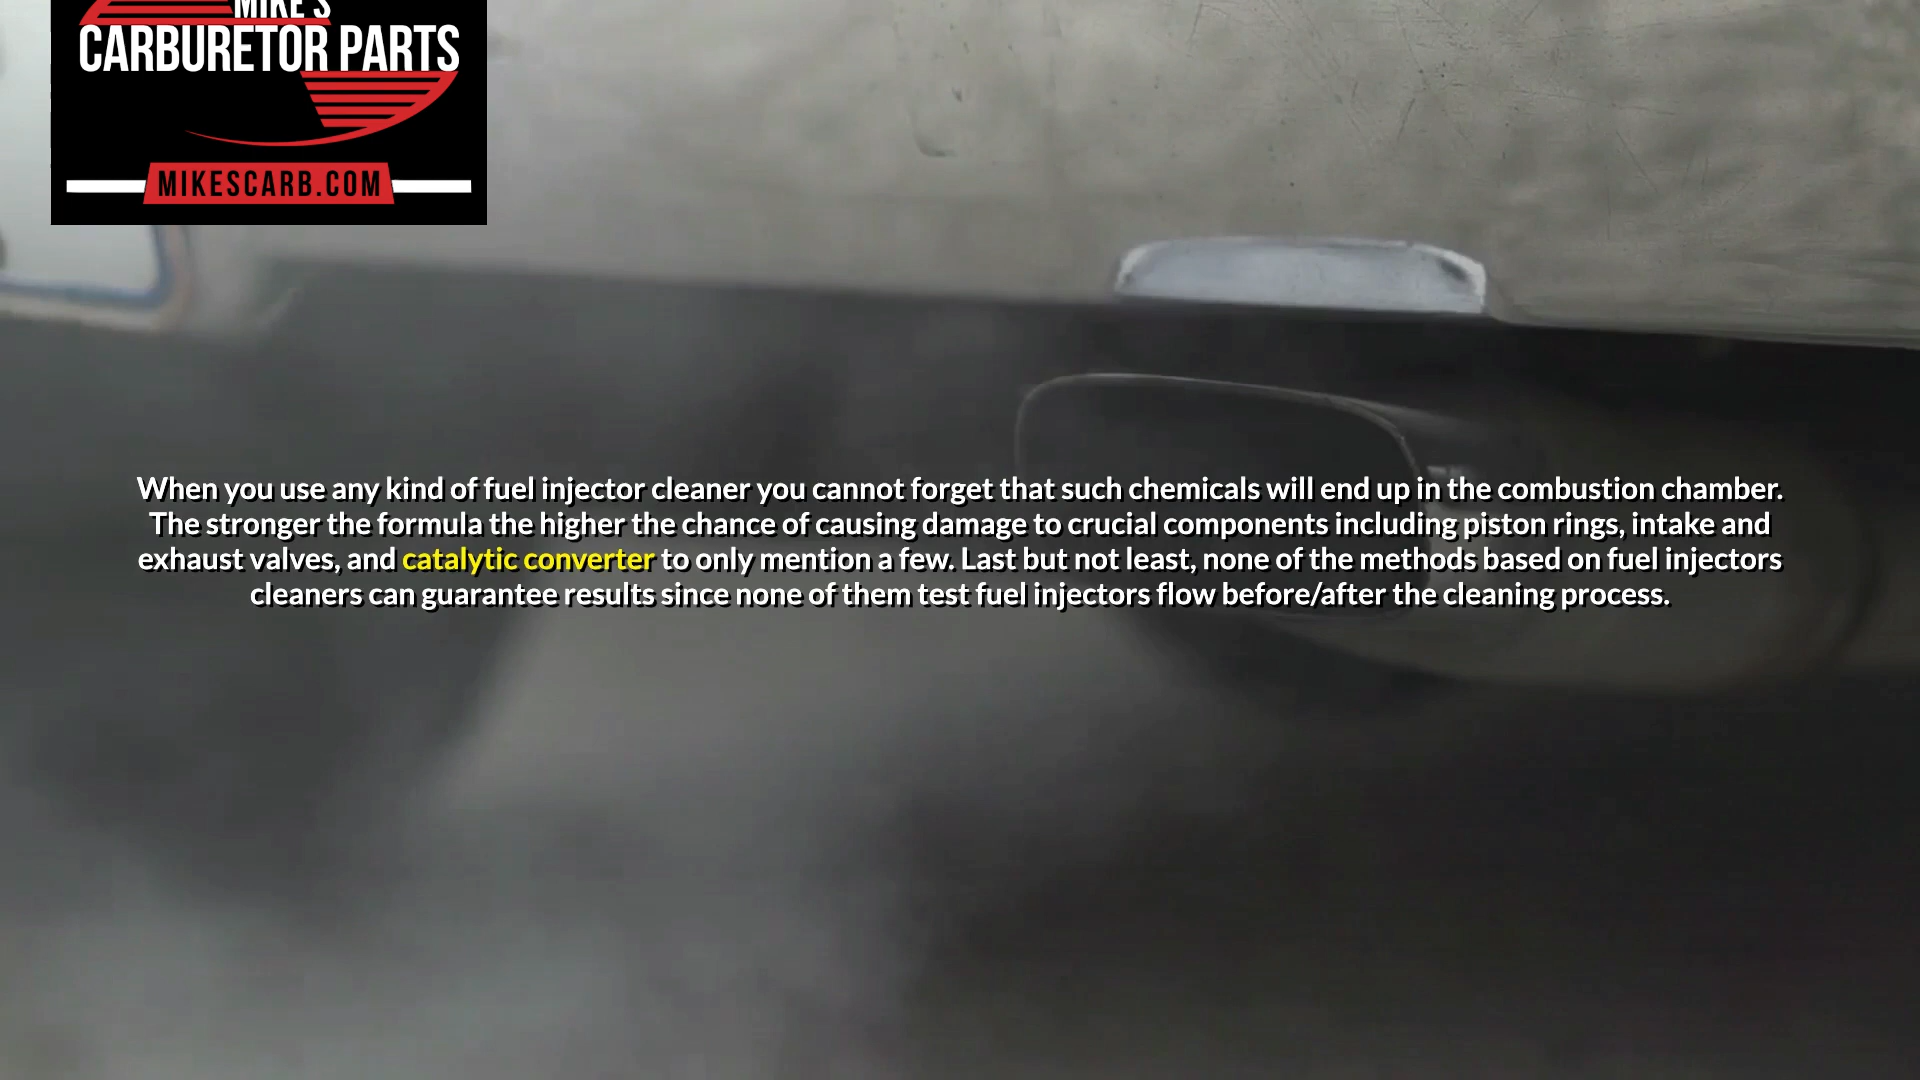 MIKE'S
CARBURETOR PARTS
MIKESCARB.COM
When you use any kind of fuel injector cleaner you cannot forget that such chemicals will end up in the combustion chamber.
The stronger the formula the higher the chance of causing damage to crucial components including piston rings, intake and
exhaust valves, and catalytic converter to only mention a few. Last but not least, none of the methods based on fuel injectors
cleaners can guarantee results since none of them test fuel injectors flow before/after the cleaning process.